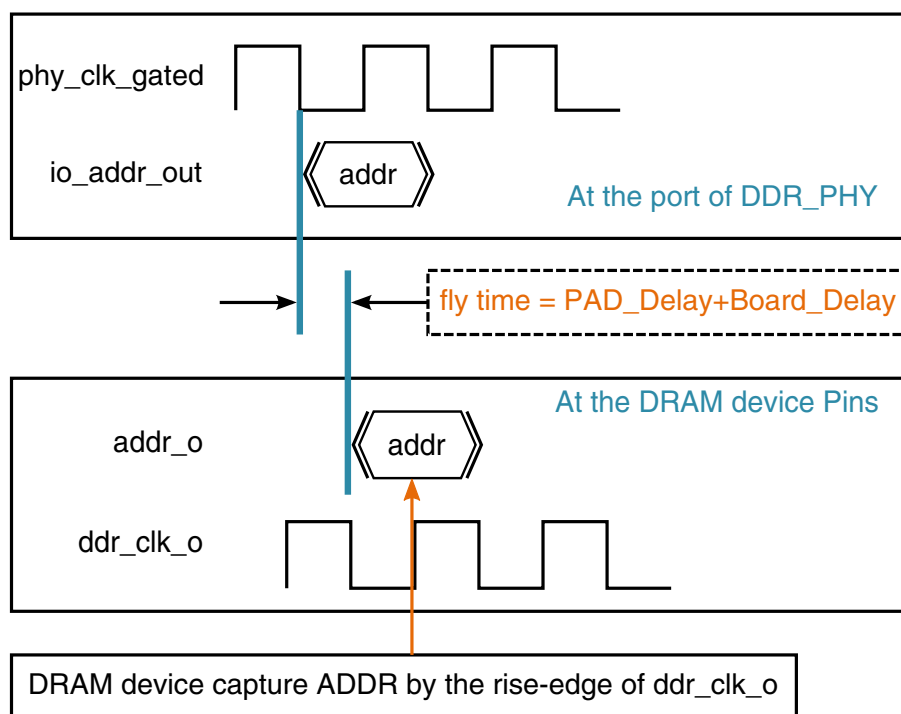 phy_clk_gated
io_addr_out
addr
At the port of DDR_PHY
fly time = PAD_Delay+Board_Delay
At the DRAM device Pins
addr_o
addr
ddr_clk_o
DRAM device capture ADDR by the rise-edge of ddr_clk_o